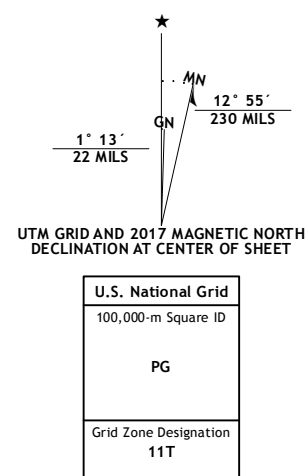 ★
MN
GN
12° 55´
230 MILS
1° 13´
22 MILS
UTM GRID AND 2017 MAGNETIC NORTH
DECLINATION AT CENTER OF SHEET
U.S. National Grid
100,000-m Square ID
PG
Grid Zone Designation
11T